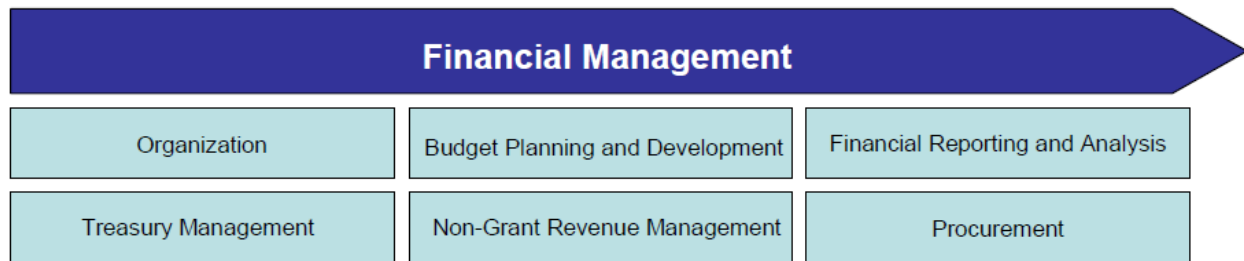 Financial Management
Organization
Budget Planning and Development
Financial Reporting and Analysis
Treasury Management
Non-Grant Revenue Management
Procurement